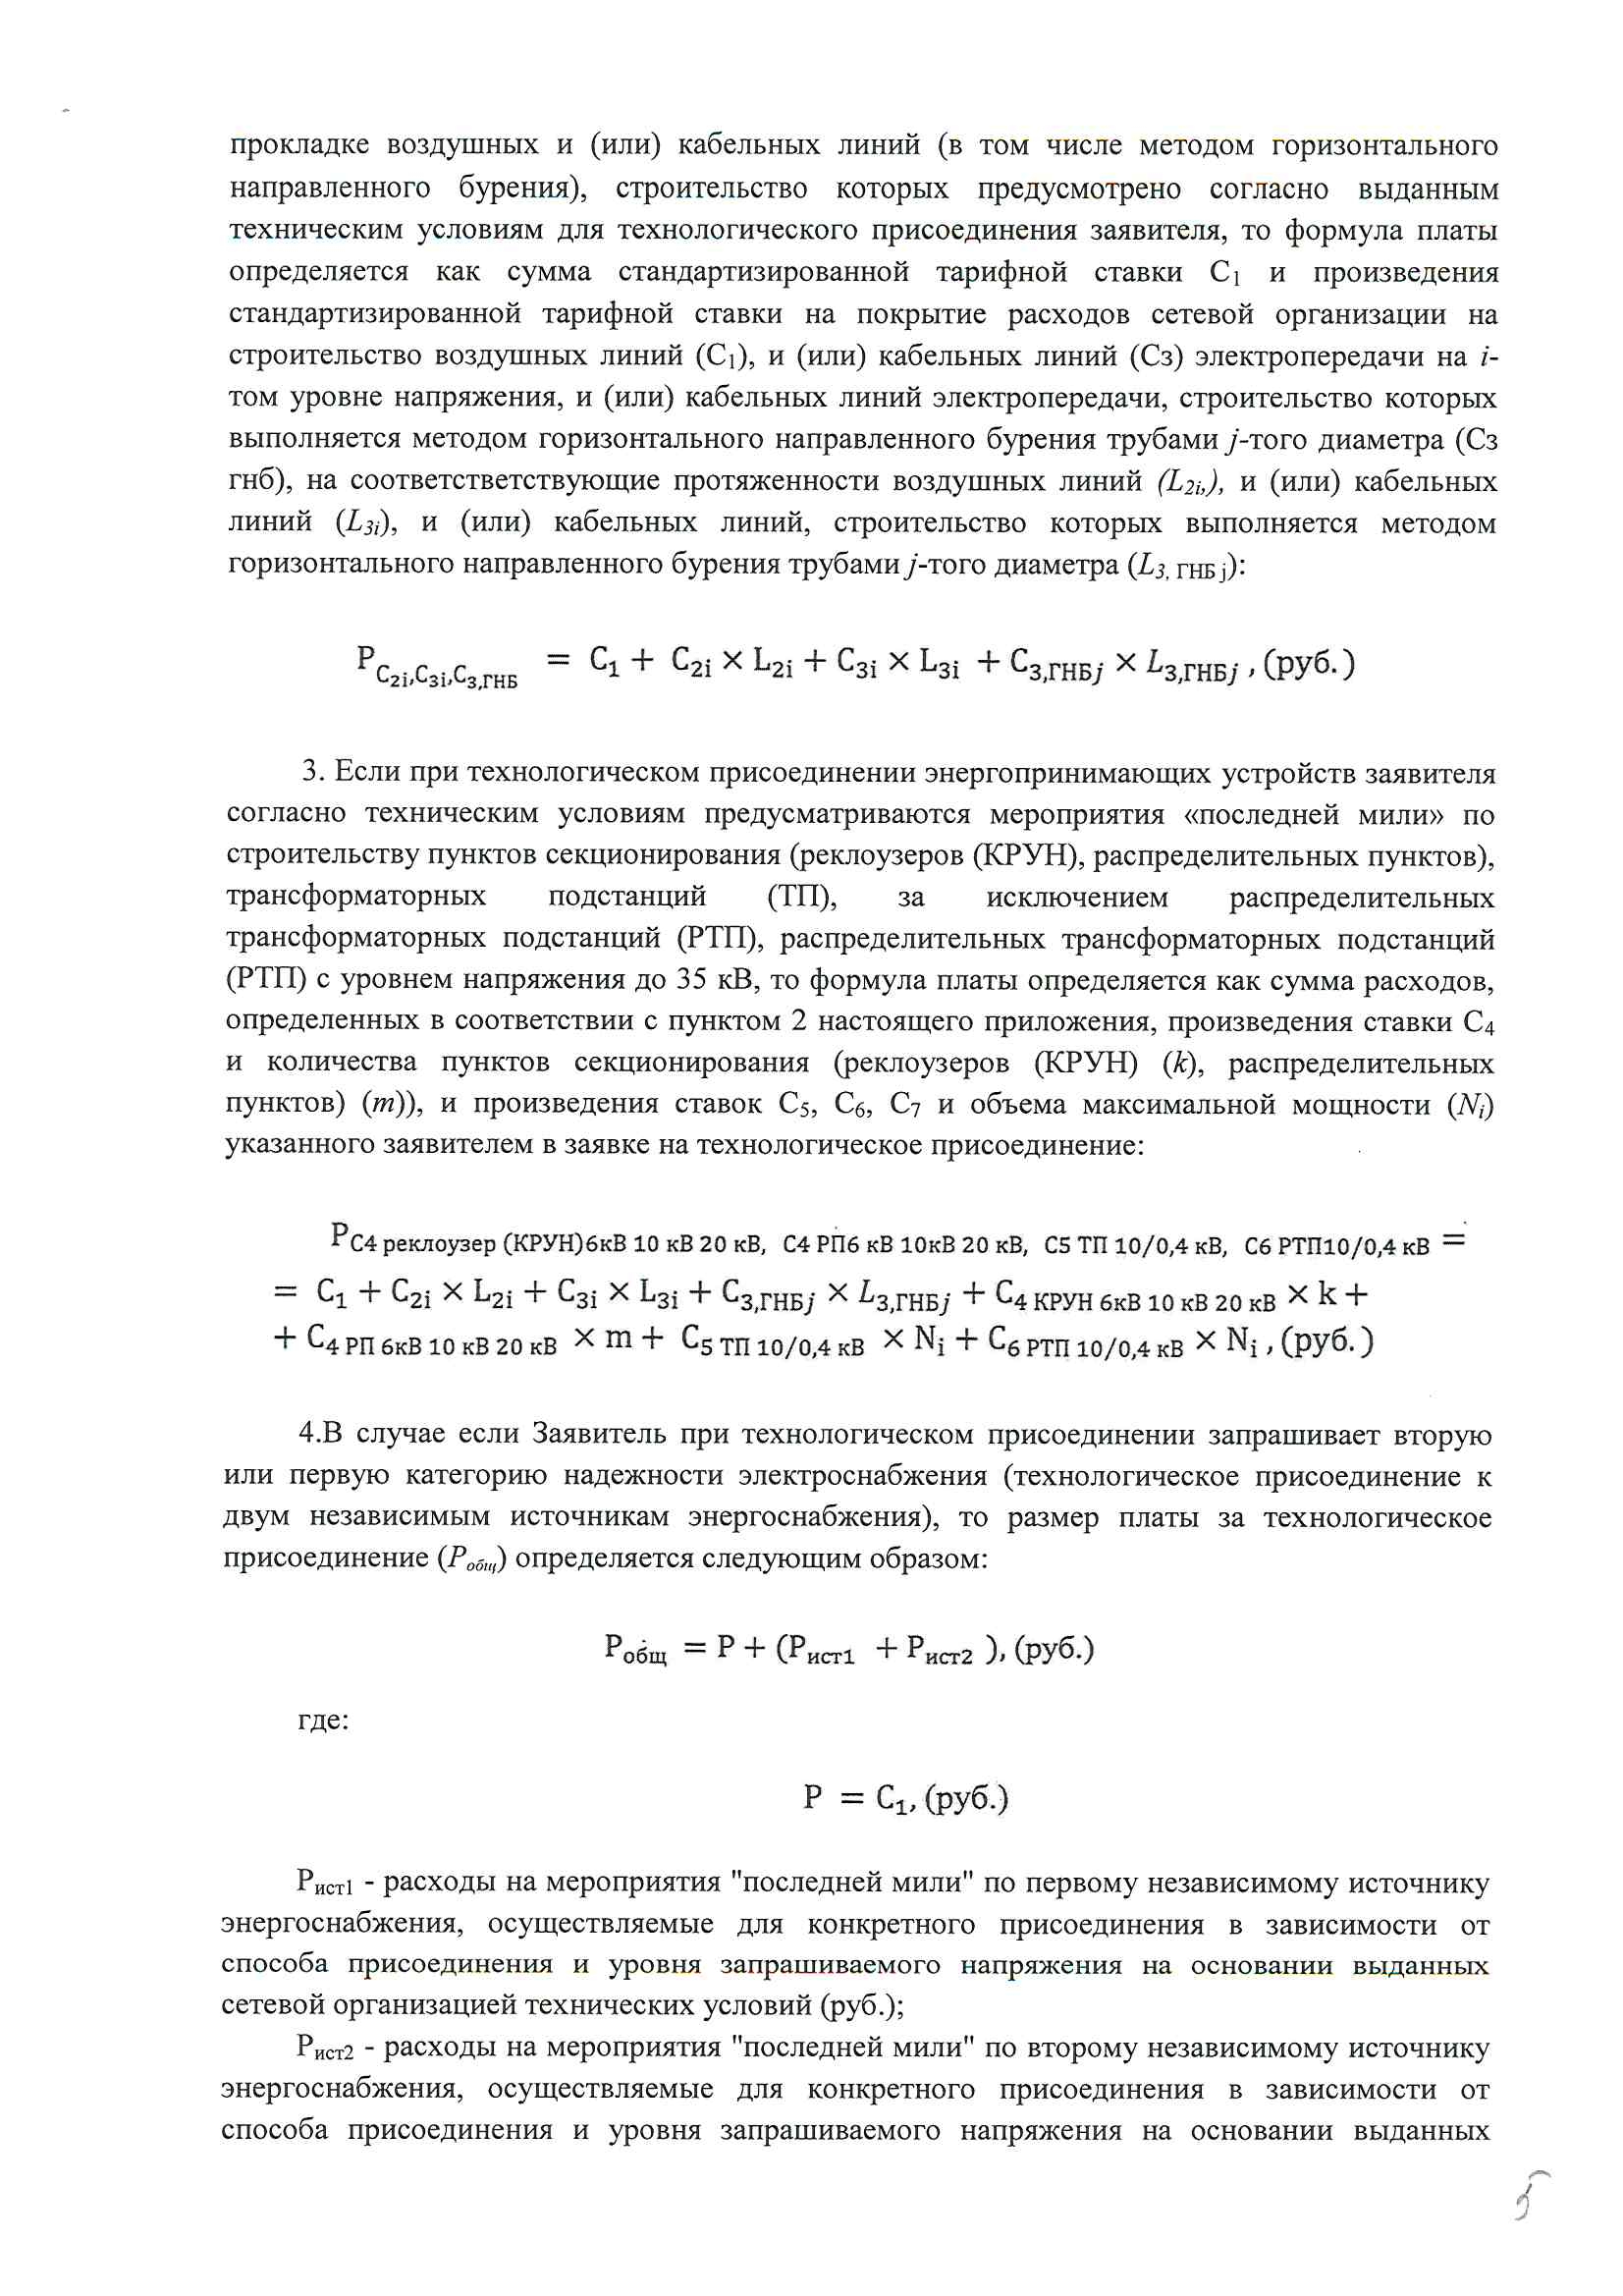 прокладке воздушных и (или) кабельных линий (в том числе методом горизонтального
направленного бурения), строительство которых предусмотрено согласно выданным
техническим условиям для технологического присоединения заявителя, то формула платы
определяется как сумма стандартизированной тарифной ставки С1 и произведения
стандартизированной тарифной ставки на покрытие расходов сетевой организации на
строительство воздушных линий (С1), и (или) кабельных линий (Сз) электропередачи на i-
том уровне напряжения, и (или) кабельных линий электропередачи, строительство которых
выполняется методом горизонтального направленного бурения трубами j-того диаметра (Сз
гнб), на соответстветствующие протяженности воздушных линий (L2i,), и (или) кабельных
линий (L3i), и (или) кабельных линий, строительство которых выполняется методом
горизонтального направленного бурения трубами j-того диаметра (L3, ГНБ j):
P C2i,C3i,C3,ГНБ = C1 + C2i × L2i + C3i × L3i + C3,ГНБj × L3,ГНБj , (руб.)
3. Если при технологическом присоединении энергопринимающих устройств заявителя
согласно техническим условиям предусматриваются мероприятия «последней мили» по
строительству пунктов секционирования (реклоузеров (КРУН), распределительных пунктов),
трансформаторных подстанций (ТП), за исключением распределительных
трансформаторных подстанций (РТП), распределительных трансформаторных подстанций
(РТП) с уровнем напряжения до 35 кВ, то формула платы определяется как сумма расходов,
определенных в соответствии с пунктом 2 настоящего приложения, произведения ставки С4
и количества пунктов секционирования (реклоузеров (КРУН) (k), распределительных
пунктов) (m)), и произведения ставок С5, С6, С7 и объема максимальной мощности (Ni)
указанного заявителем в заявке на технологическое присоединение:
P C4 реклоузер (КРУН)6кВ 10 кВ 20 кВ, C4 РП6 кВ 10кВ 20 кВ, C5 ТП 10/0,4 кВ, C6 РТП10/0,4 кВ =
= C1 + C2i × L2i + C3i × L3i + C3,ГНБj × L3,ГНБj + C4 КРУН 6кВ 10 кВ 20 кВ × k +
+ C4 РП 6кВ 10 кВ 20 кВ × m + C5 ТП 10/0,4 кВ × Ni + C6 РТП 10/0,4 кВ × Ni , (руб.)
4.В случае если Заявитель при технологическом присоединении запрашивает вторую
или первую категорию надежности электроснабжения (технологическое присоединение к
двум независимым источникам энергоснабжения), то размер платы за технологическое
присоединение (Pобщ) определяется следующим образом:
Pобщ = P + (Pист1 + Pист2 ), (руб.)
где:
P = C1, (руб.)
Pист1 - расходы на мероприятия "последней мили" по первому независимому источнику
энергоснабжения, осуществляемые для конкретного присоединения в зависимости от
способа присоединения и уровня запрашиваемого напряжения на основании выданных
сетевой организацией технических условий (руб.);
Pист2 - расходы на мероприятия "последней мили" по второму независимому источнику
энергоснабжения, осуществляемые для конкретного присоединения в зависимости от
способа присоединения и уровня запрашиваемого напряжения на основании выданных